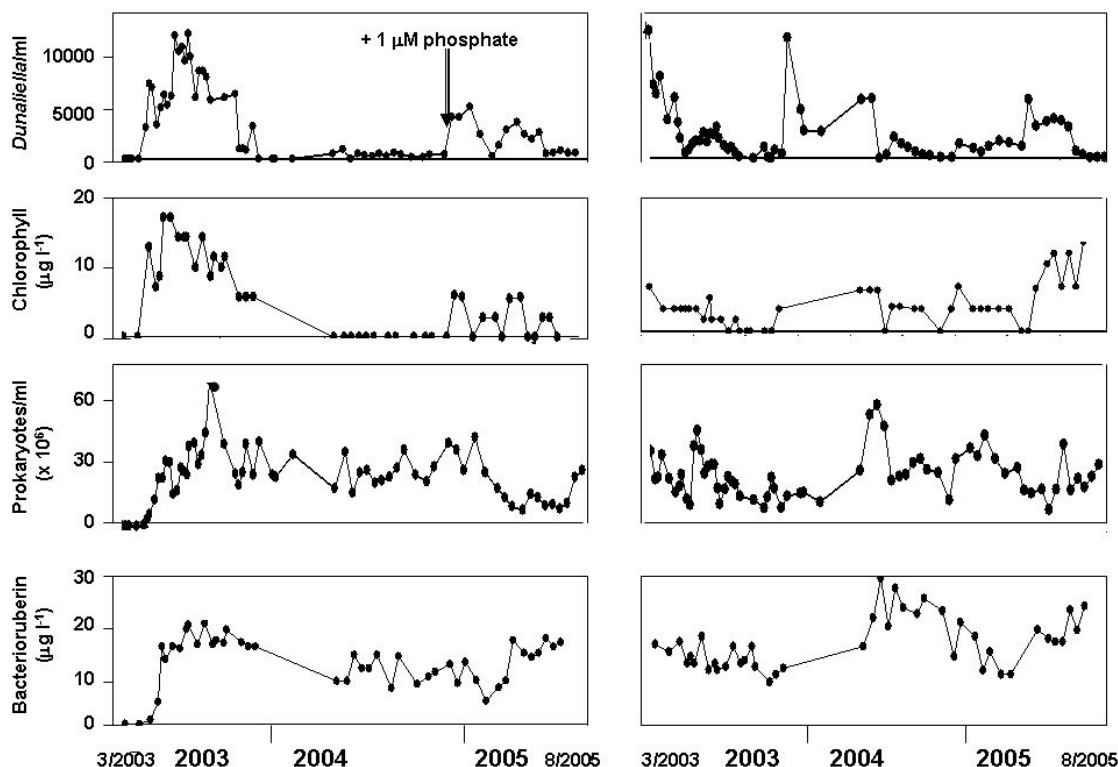 + 1 µM phosphate
Dunaliella/ml
10000
5000
0
Chlorophyll
(µg l-1)
20
10
0
Prokaryotes/ml
(x 10⁶)
60
30
0
Bacterioruberin
(µg l-1)
30
20
10
0
3/2003 2003 2004 2005 8/2005
3/2003 2003 2004 2005 8/2005